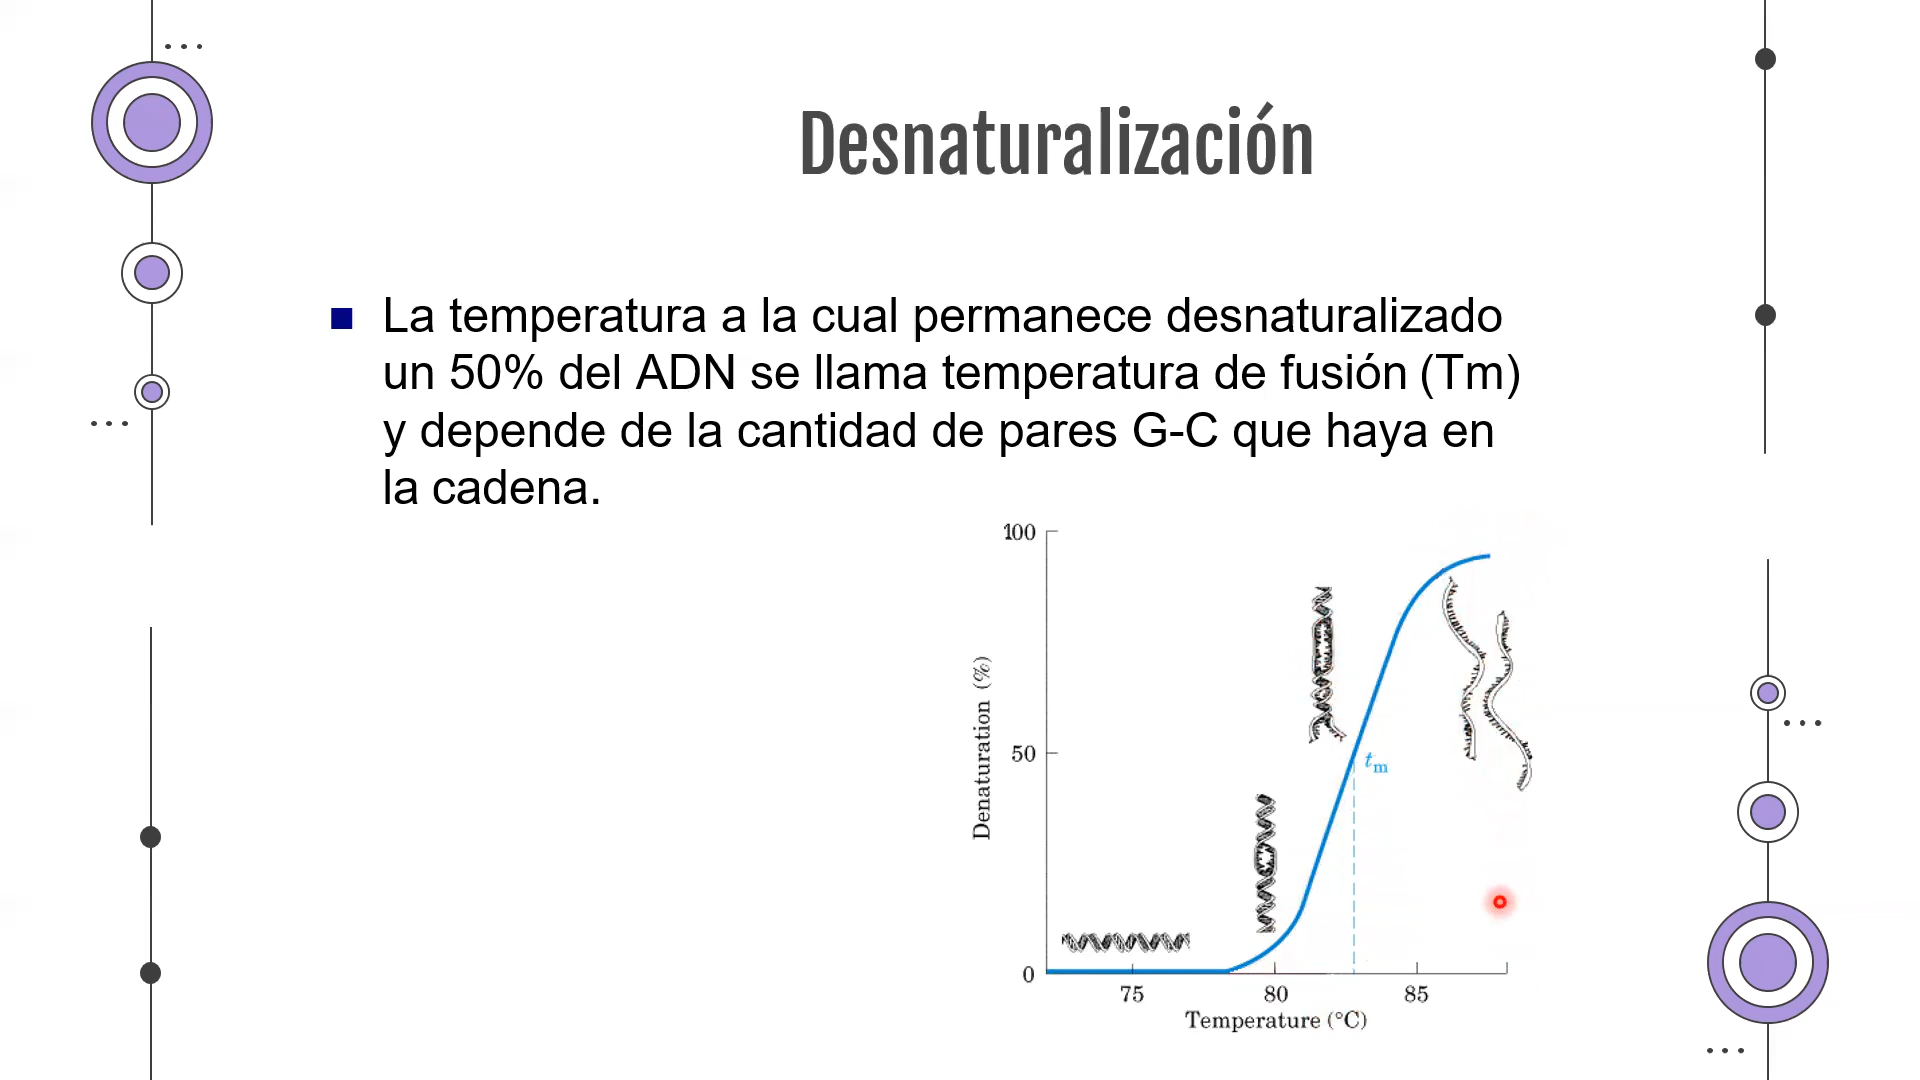 Desnaturalización
La temperatura a la cual permanece desnaturalizado
un 50% del ADN se llama temperatura de fusión (Tm)
y depende de la cantidad de pares G-C que haya en
la cadena.
100
50
0
Denaturation (%)
tm
75 80 85
Temperature (°C)